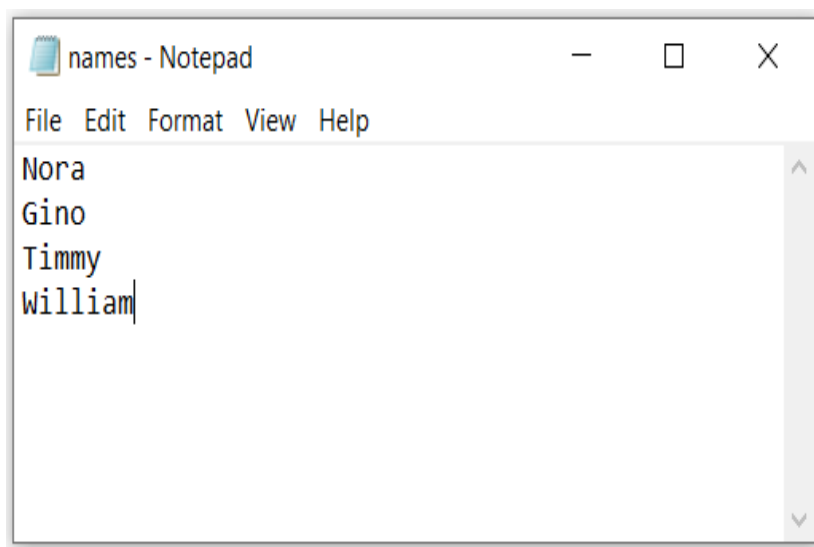 names - Notepad
File Edit Format View Help
Nora
Gino
Timmy
William